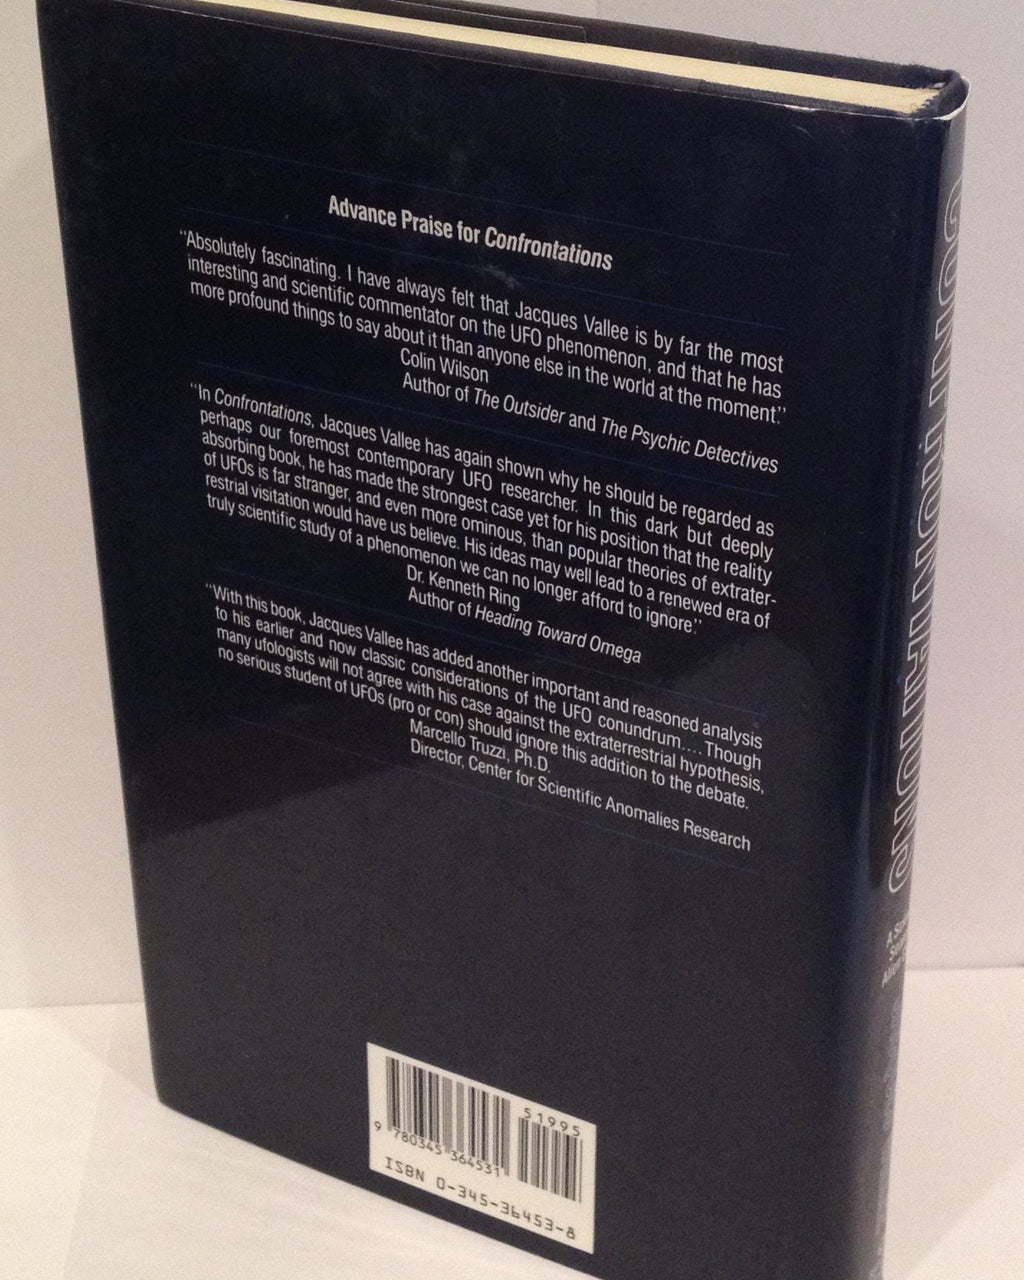 Advance Praise for Confrontations
“Absolutely fascinating. I have always felt that Jacques Vallee is by far the most
interesting and scientific commentator on the UFO phenomenon, and that he has
more profound things to say about it than anyone else in the world at the moment.”
Colin Wilson
Author of The Outsider and The Psychic Detectives
“In Confrontations, Jacques Vallee has again shown why he should be regarded as
perhaps our foremost contemporary UFO researcher. In this dark but deeply
absorbing book, he has made the strongest case yet for his position that the reality
of UFOs is far stranger, and even more ominous, than popular theories of extrater-
restrial visitation would have us believe. His ideas may well lead to a renewed era of
truly scientific study of a phenomenon we can no longer afford to ignore.”
Dr. Kenneth Ring
Author of Heading Toward Omega
“With this book, Jacques Vallee has added another important and reasoned analysis
to his earlier and now classic considerations of the UFO conundrum.... Though
many ufologists will not agree with his case against the extraterrestrial hypothesis,
no serious student of UFOs (pro or con) should ignore this addition to the debate.
Marcello Truzzi, Ph.D.
Director, Center for Scientific Anomalies Research
51995
9 780345 364531
ISBN 0-345-36453-8
CONFRONTATIONS